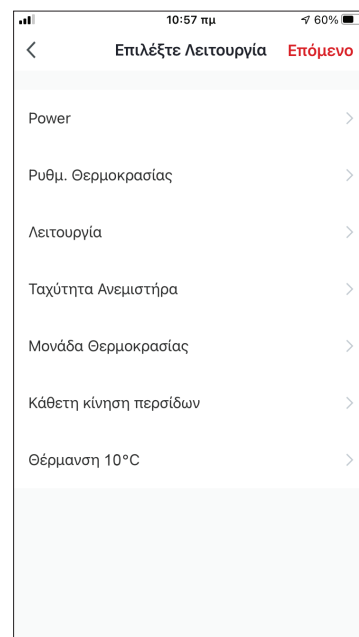 10:57 πμ 60%
Επιλέξτε Λειτουργία Επόμενο
Power
Ρυθμ. Θερμοκρασίας
Λειτουργία
Ταχύτητα Ανεμιστήρα
Μονάδα Θερμοκρασίας
Κάθετη κίνηση περσίδων
Θέρμανση 10°C